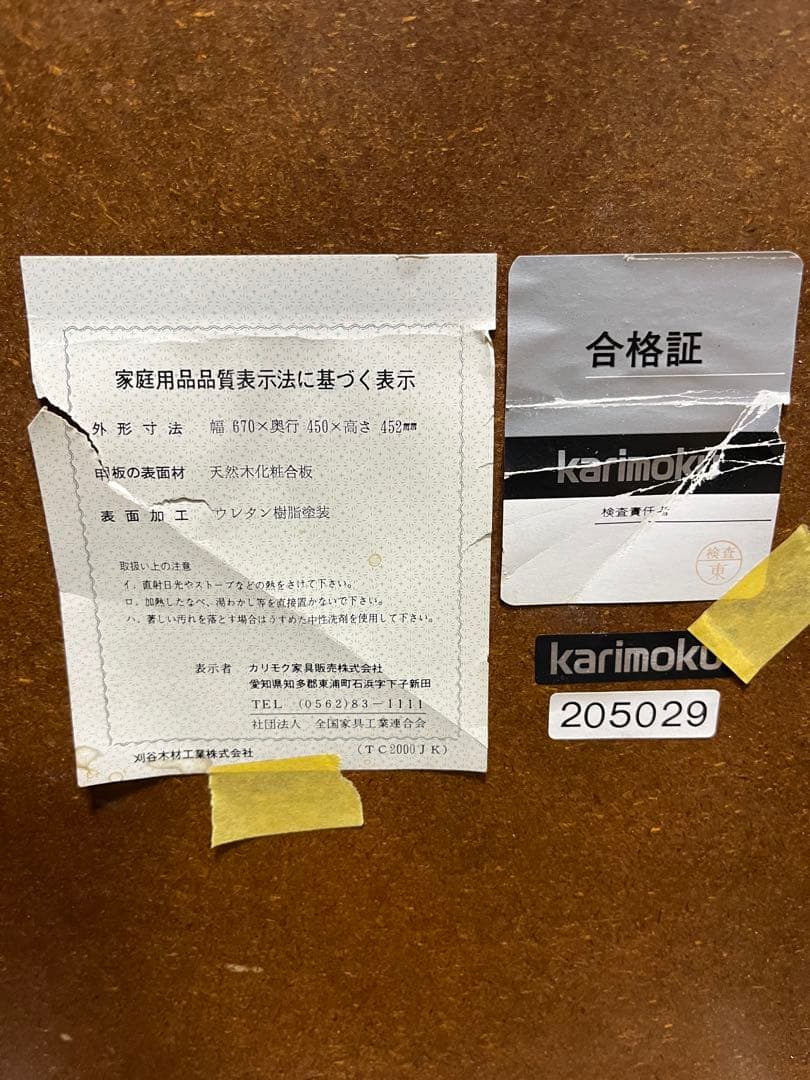 家庭用品品質表示法に基づく表示
外形寸法 幅 670×奥行 450×高さ 452mm
甲板の表面材 天然木化粧合板
表面加工 ウレタン樹脂塗装
取扱い上の注意
イ．直射日光やストーブなどの熱をさけて下さい。
ロ．加熱したなべ、湯わかし等を直接置かないで下さい。
ハ．著しい汚れを落とす場合はうすめた中性洗剤を使用して下さい。
表示者 カリモク家具販売株式会社
愛知県知多郡東浦町石浜字下子新田
TEL (0562)83-1111
社団法人 全国家具工業連合会
刈谷木材工業株式会社 (TC2000JK)
合格証
karimoku
検査責任者
検査
東
karimoku
205029